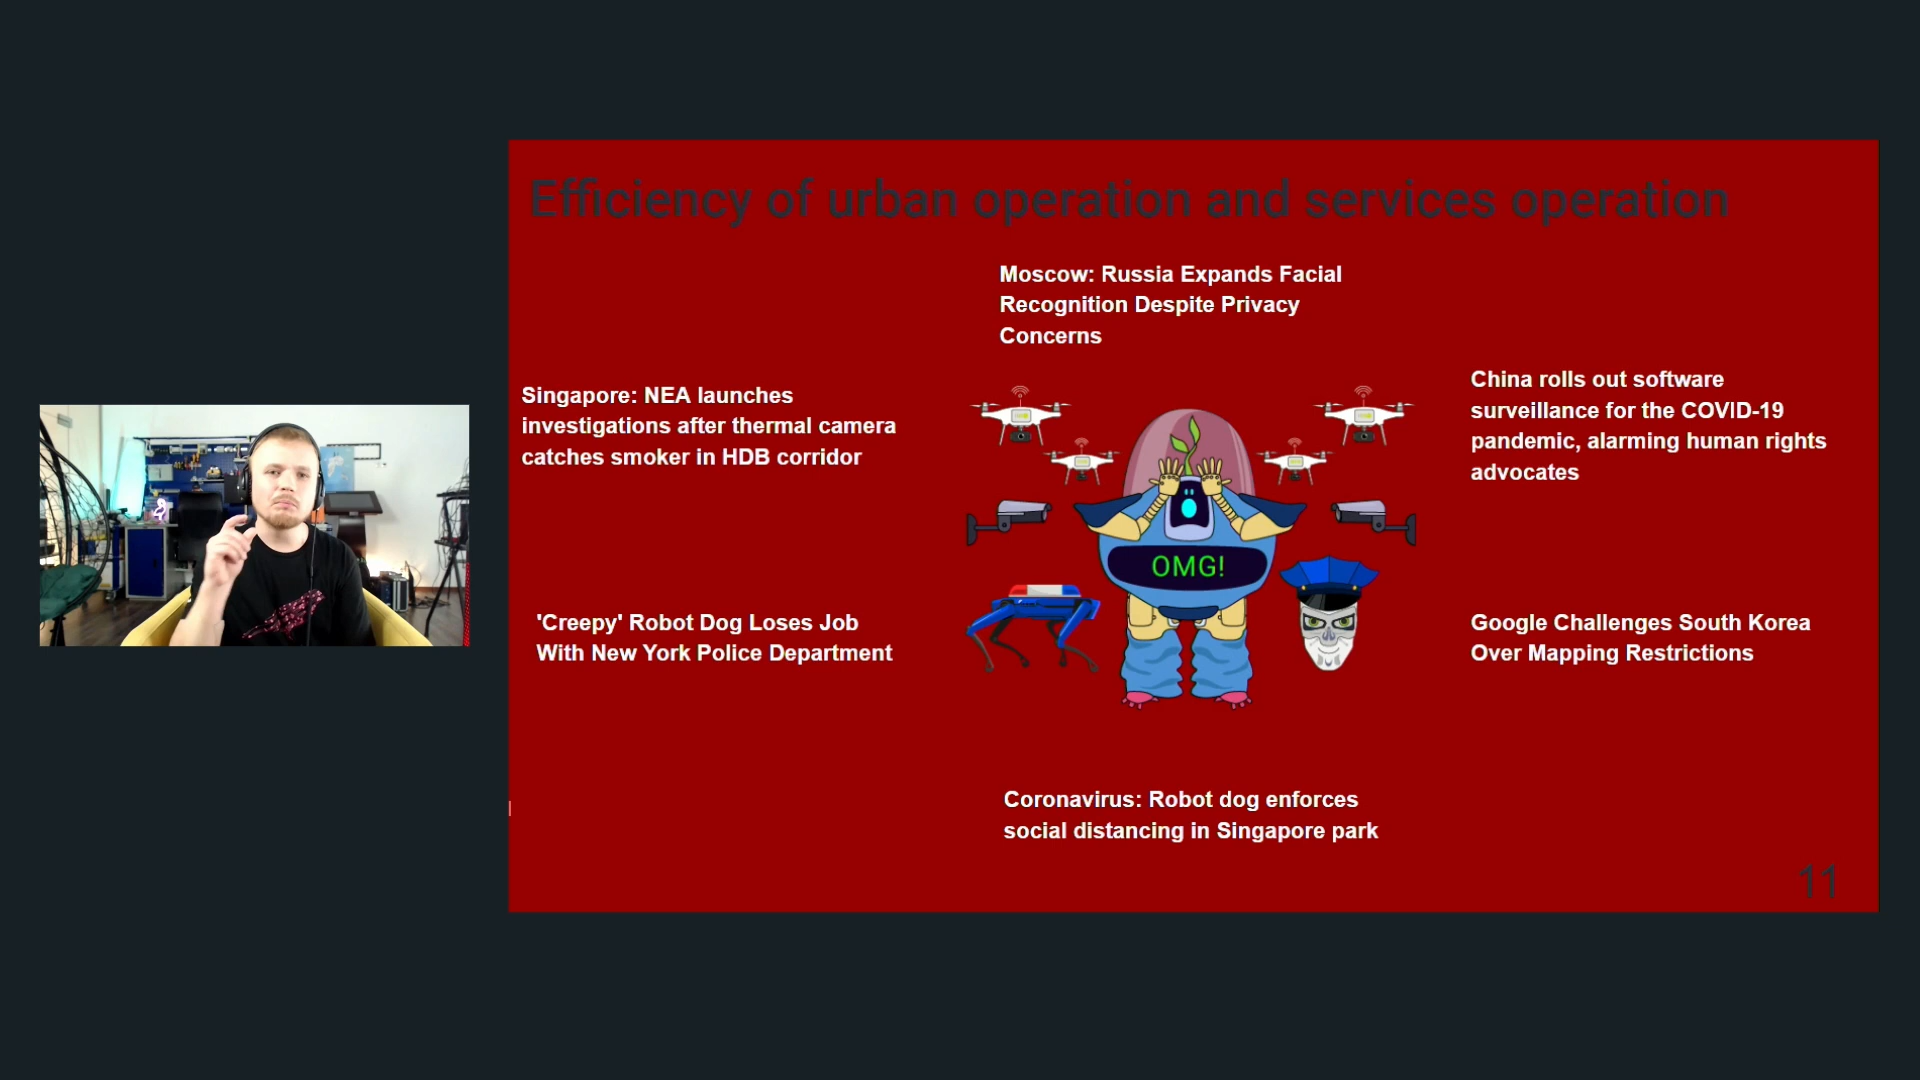 Efficiency of urban operation and services operation
Moscow: Russia Expands Facial
Recognition Despite Privacy
Concerns
Singapore: NEA launches
investigations after thermal camera
catches smoker in HDB corridor
China rolls out software
surveillance for the COVID-19
pandemic, alarming human rights
advocates
OMG!
'Creepy' Robot Dog Loses Job
With New York Police Department
Google Challenges South Korea
Over Mapping Restrictions
Coronavirus: Robot dog enforces
social distancing in Singapore park
11